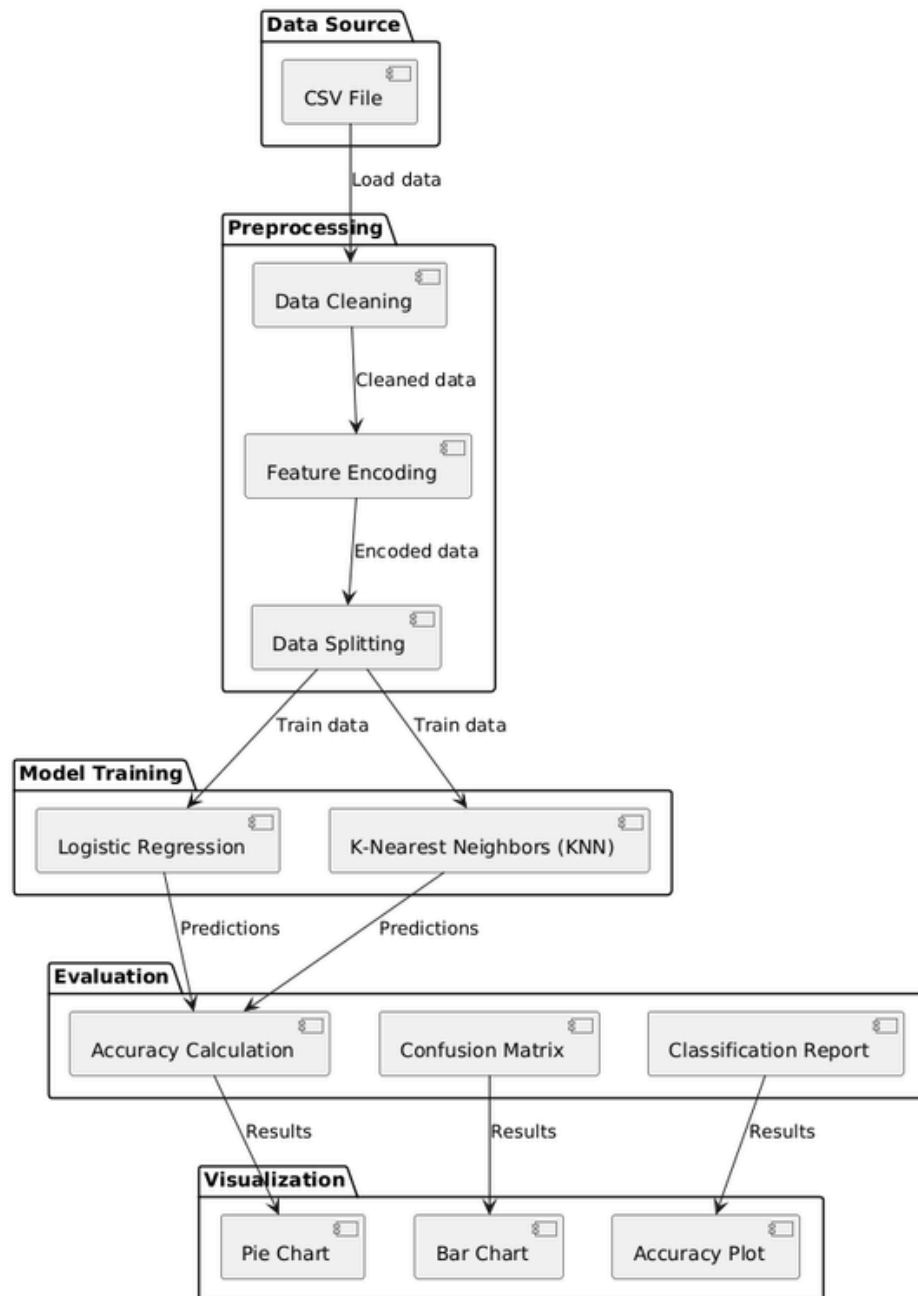 Data Source
CSV File
Load data
Preprocessing
Data Cleaning
Cleaned data
Feature Encoding
Encoded data
Data Splitting
Train data
Train data
Model Training
Logistic Regression
K-Nearest Neighbors (KNN)
Predictions
Predictions
Evaluation
Accuracy Calculation
Confusion Matrix
Classification Report
Results
Results
Results
Visualization
Pie Chart
Bar Chart
Accuracy Plot